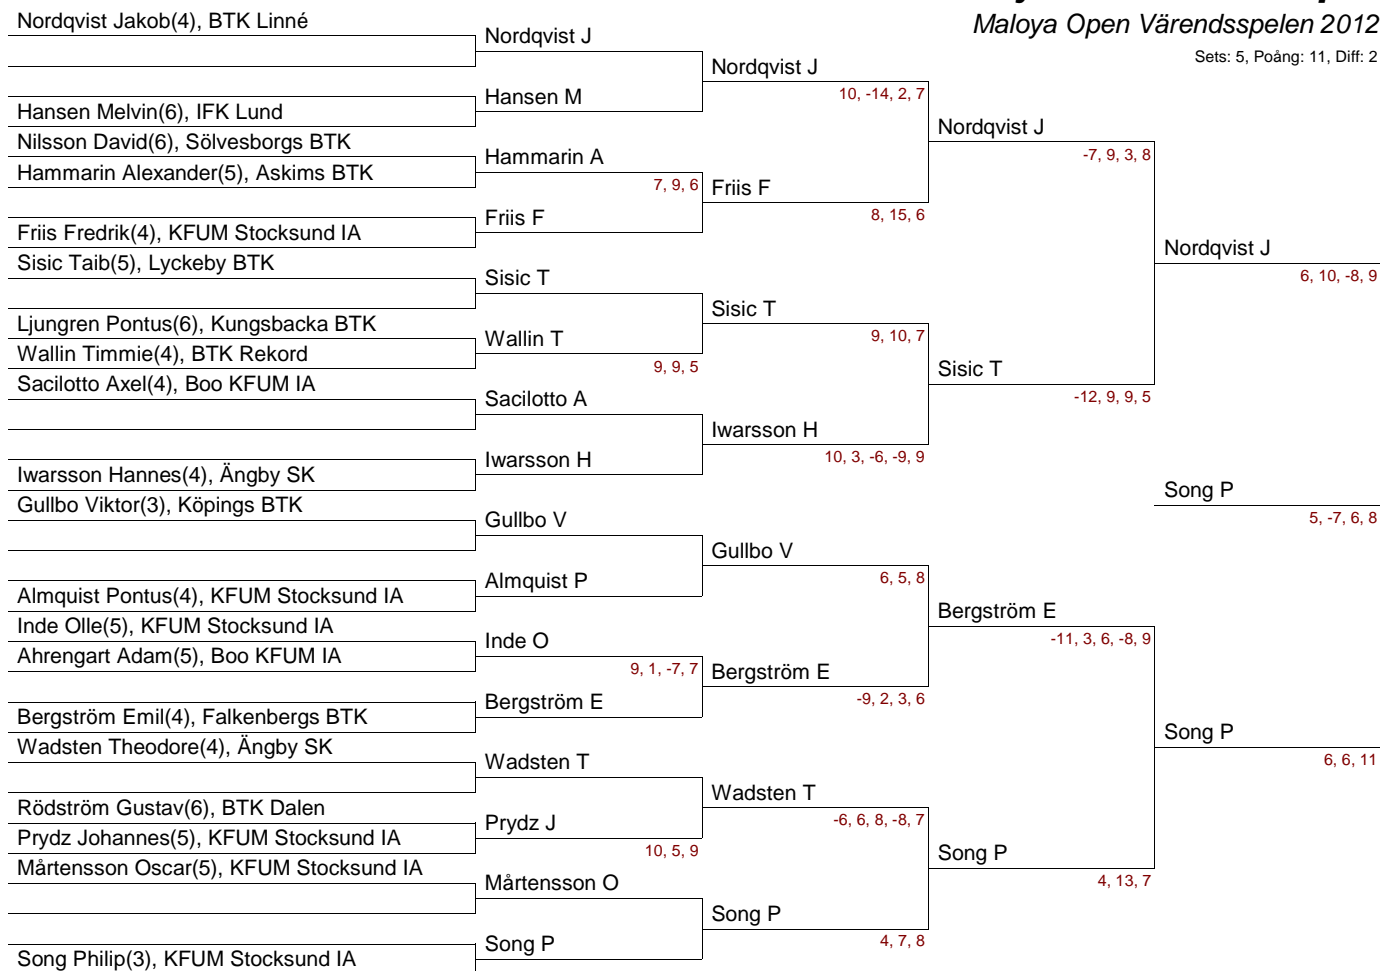 Maloya Open Värendsspelen 2012
Sets: 5, Poång: 11, Diff: 2
Nordqvist Jakob(4), BTK Linné
Hansen Melvin(6), IFK Lund
Nilsson David(6), Sölvesborgs BTK
Hammarin Alexander(5), Askims BTK
Friis Fredrik(4), KFUM Stocksund IA
Sisic Taib(5), Lyckeby BTK
Ljungren Pontus(6), Kungsbacka BTK
Wallin Timmie(4), BTK Rekord
Sacilotto Axel(4), Boo KFUM IA
Iwarsson Hannes(4), Ängby SK
Gullbo Viktor(3), Köpings BTK
Almquist Pontus(4), KFUM Stocksund IA
Inde Olle(5), KFUM Stocksund IA
Ahrengart Adam(5), Boo KFUM IA
Bergström Emil(4), Falkenbergs BTK
Wadsten Theodore(4), Ängby SK
Rödström Gustav(6), BTK Dalen
Prydz Johannes(5), KFUM Stocksund IA
Mårtensson Oscar(5), KFUM Stocksund IA
Song Philip(3), KFUM Stocksund IA
Nordqvist J
Hansen M
Hammarin A
7, 9, 6
Friis F
Sisic T
Wallin T
9, 9, 5
Sacilotto A
Iwarsson H
Gullbo V
Almquist P
Inde O
9, 1, -7, 7
Bergström E
Wadsten T
Prydz J
10, 5, 9
Mårtensson O
Song P
Nordqvist J
10, -14, 2, 7
Friis F
8, 15, 6
Sisic T
9, 10, 7
Iwarsson H
10, 3, -6, -9, 9
Gullbo V
6, 5, 8
Bergström E
-9, 2, 3, 6
Wadsten T
-6, 6, 8, -8, 7
Song P
4, 7, 8
Nordqvist J
-7, 9, 3, 8
Sisic T
-12, 9, 9, 5
Bergström E
-11, 3, 6, -8, 9
Song P
4, 13, 7
Nordqvist J
6, 10, -8, 9
Song P
5, -7, 6, 8
Song P
6, 6, 11